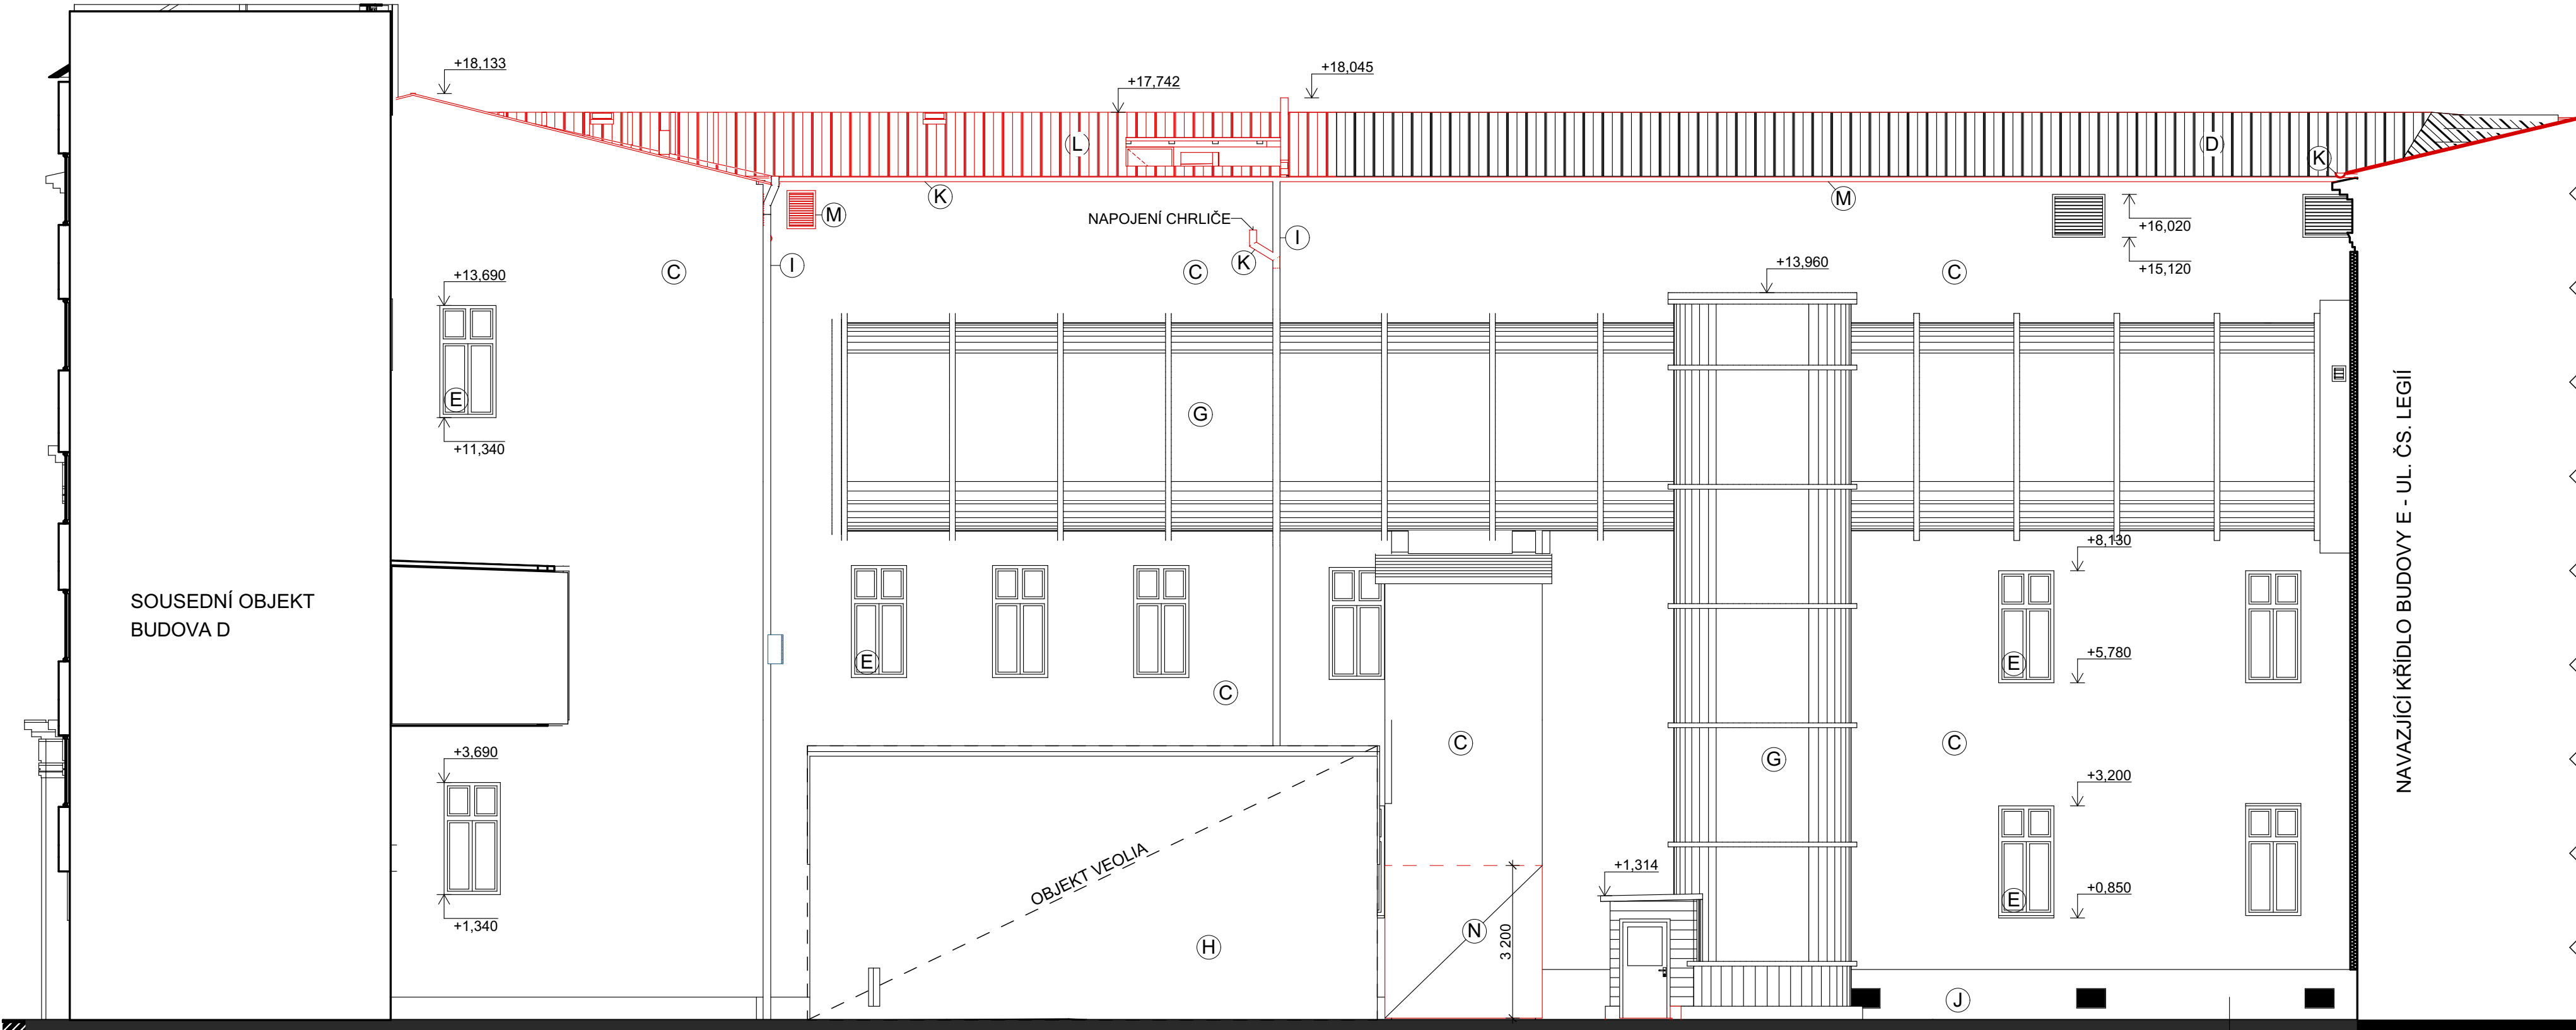 +18,133
+17,742
+18,045
L
D
K
K
M
M
NAPOJENÍ CHRLIČE
I
K
I
+16,020
+15,120
+13,690
C
C
+13,960
C
E
+11,340
G
NAVAZJÍCÍ KŘÍDLO BUDOVY E - UL. ČS. LEGIÍ
SOUSEDNÍ OBJEKT
BUDOVA D
+8,130
E
E
+5,780
C
C
C
G
+3,690
+3,200
OBJEKT VEOLIA
+1,314
E
+0,850
+1,340
H
N
3 200
J